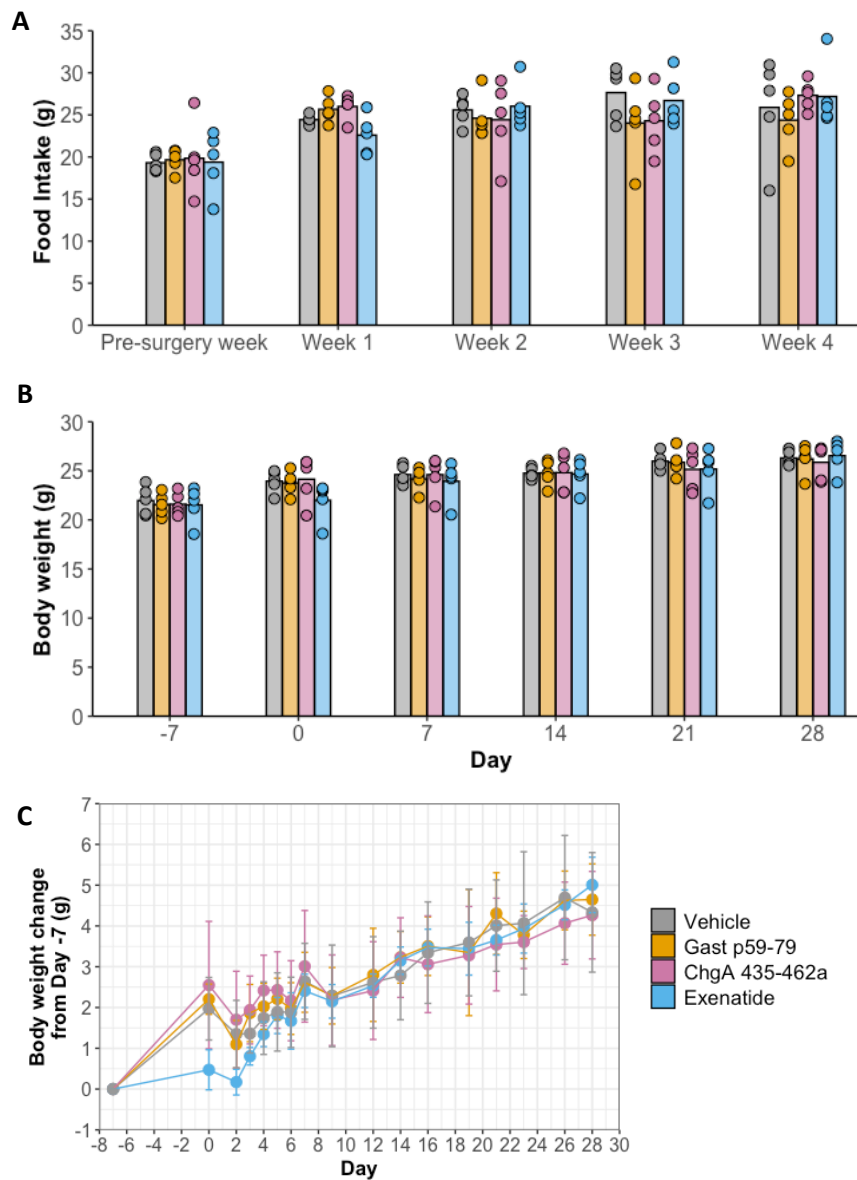 A
Food Intake (g)
35
30
25
20
15
10
5
0
Pre-surgery week Week 1 Week 2 Week 3 Week 4
B
Body weight (g)
30
25
20
15
10
5
0
-7 0 7 14 21 28
Day
C
Body weight change
from Day -7 (g)
7
6
5
4
3
2
1
0
-1
-8 -6 -4 -2 0 2 4 6 8 10 12 14 16 18 20 22 24 26 28 30
Day
Vehicle
Gast p59-79
ChgA 435-462a
Exenatide